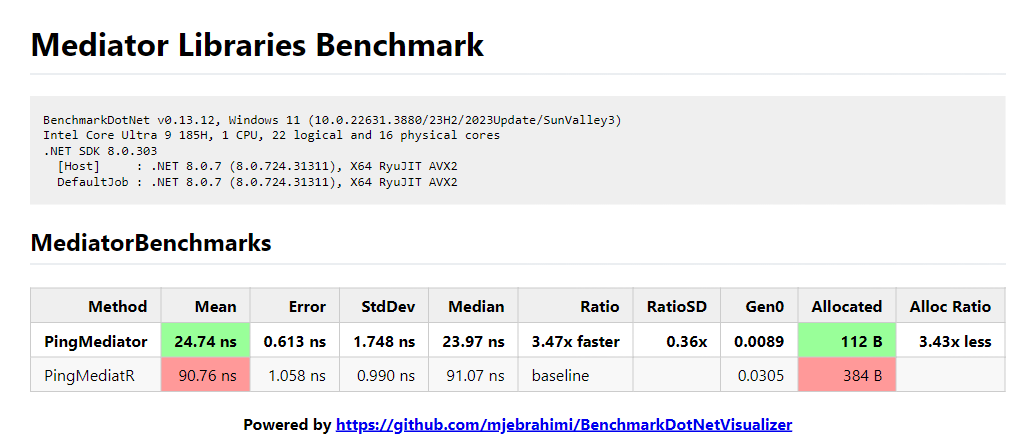 Mediator Libraries Benchmark
BenchmarkDotNet v0.13.12, Windows 11 (10.0.22631.3880/23H2/2023Update/SunValley3)
Intel Core Ultra 9 185H, 1 CPU, 22 logical and 16 physical cores
.NET SDK 8.0.303
[Host]     : .NET 8.0.7 (8.0.724.31311), X64 RyuJIT AVX2
DefaultJob : .NET 8.0.7 (8.0.724.31311), X64 RyuJIT AVX2
MediatorBenchmarks
Method Mean Error StdDev Median Ratio RatioSD Gen0 Allocated Alloc Ratio
PingMediator 24.74 ns 0.613 ns 1.748 ns 23.97 ns 3.47x faster 0.36x 0.0089 112 B 3.43x less
PingMediatR 90.76 ns 1.058 ns 0.990 ns 91.07 ns baseline 0.0305 384 B
Powered by https://github.com/mjebrahimi/BenchmarkDotNetVisualizer